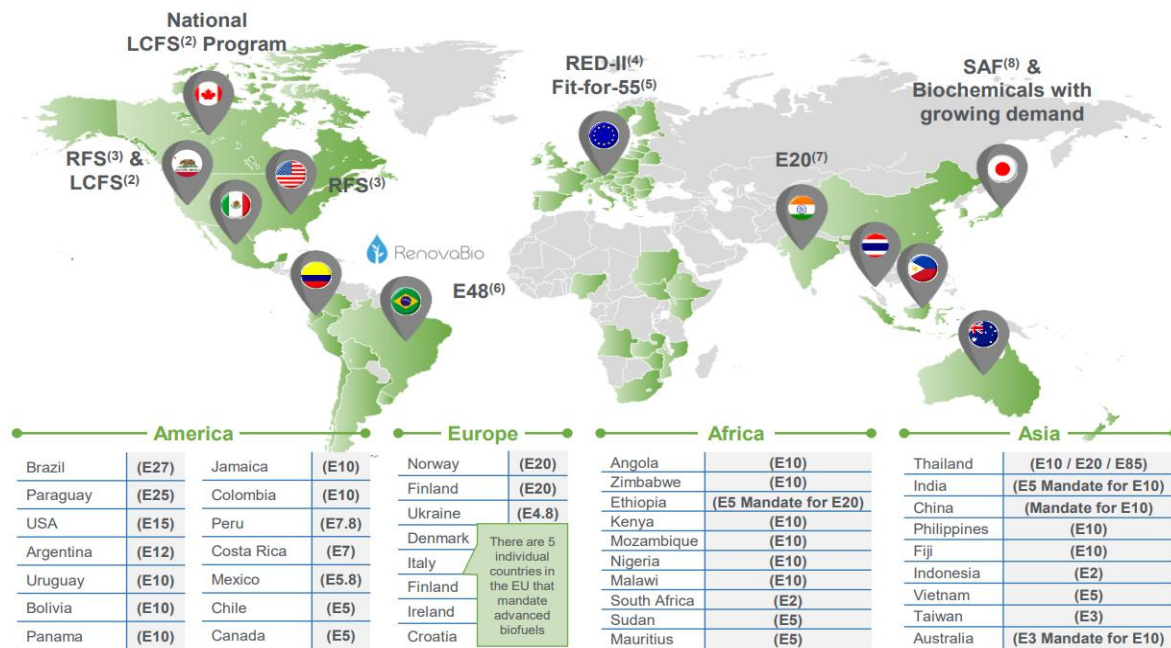 National
LCFS(2) Program
RED-II(4)
Fit-for-55(5)
SAF(8) &
Biochemicals with
growing demand
RFS(3) &
LCFS(2)
RFS(3)
E20(7)
RenovaBio
E48(6)
America
Brazil (E27) Jamaica (E10)
Paraguay (E25) Colombia (E10)
USA (E15) Peru (E7.8)
Argentina (E12) Costa Rica (E7)
Uruguay (E10) Mexico (E5.8)
Bolivia (E10) Chile (E5)
Panama (E10) Canada (E5)
Europe
Norway (E20)
Finland (E20)
Ukraine (E4.8)
Denmark
Italy
Finland
Ireland
Croatia
There are 5
individual
countries in
the EU that
mandate
advanced
biofuels
Africa
Angola (E10)
Zimbabwe (E10)
Ethiopia (E5 Mandate for E20)
Kenya (E10)
Mozambique (E10)
Nigeria (E10)
Malawi (E10)
South Africa (E2)
Sudan (E5)
Mauritius (E5)
Asia
Thailand (E10 / E20 / E85)
India (E5 Mandate for E10)
China (Mandate for E10)
Philippines (E10)
Fiji (E10)
Indonesia (E2)
Vietnam (E5)
Taiwan (E3)
Australia (E3 Mandate for E10)